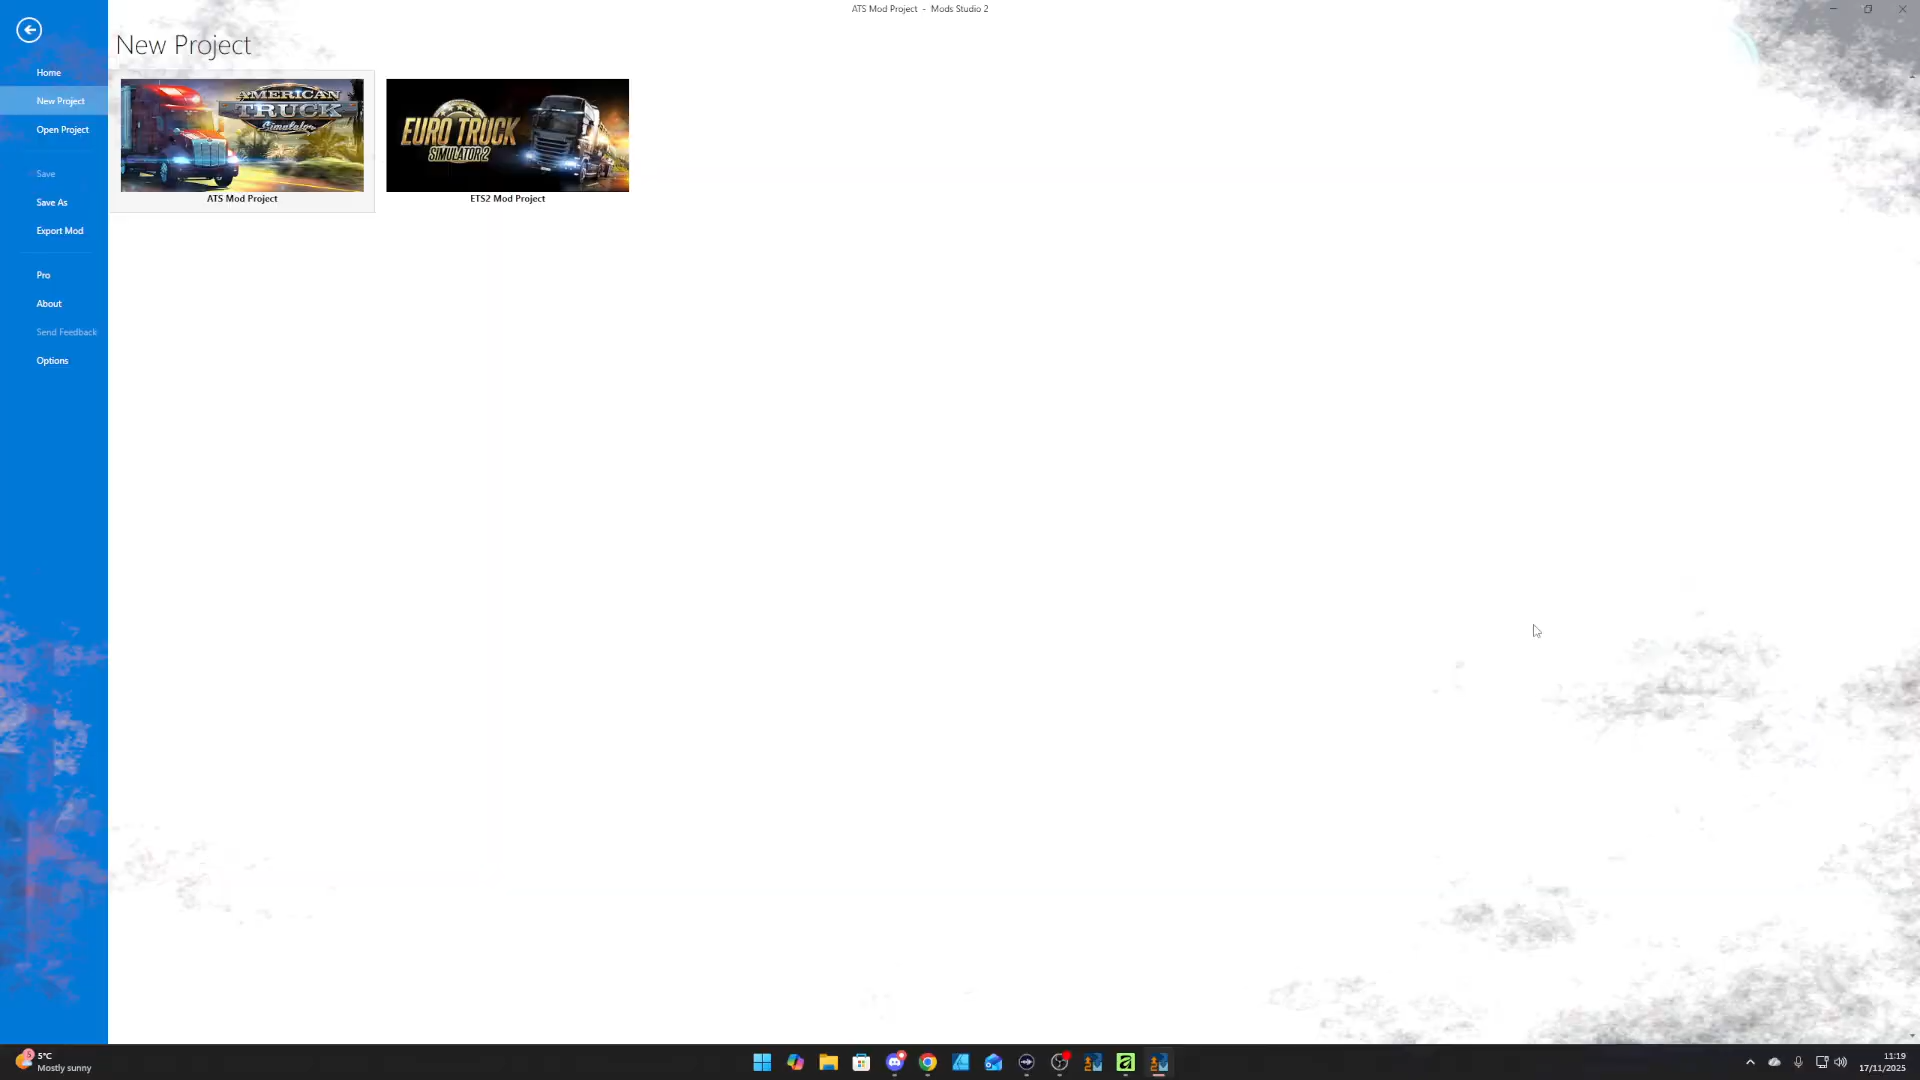 ATS Mod Project - Mods Studio 2
New Project
Home
New Project
Open Project
Save
Save As
Export Mod
Pro
About
Send Feedback
Options
AMERICAN
TRUCK
Simulator
ATS Mod Project
EURO TRUCK
SIMULATOR 2
ETS2 Mod Project
5°C
Mostly sunny
11:19
17/11/2025